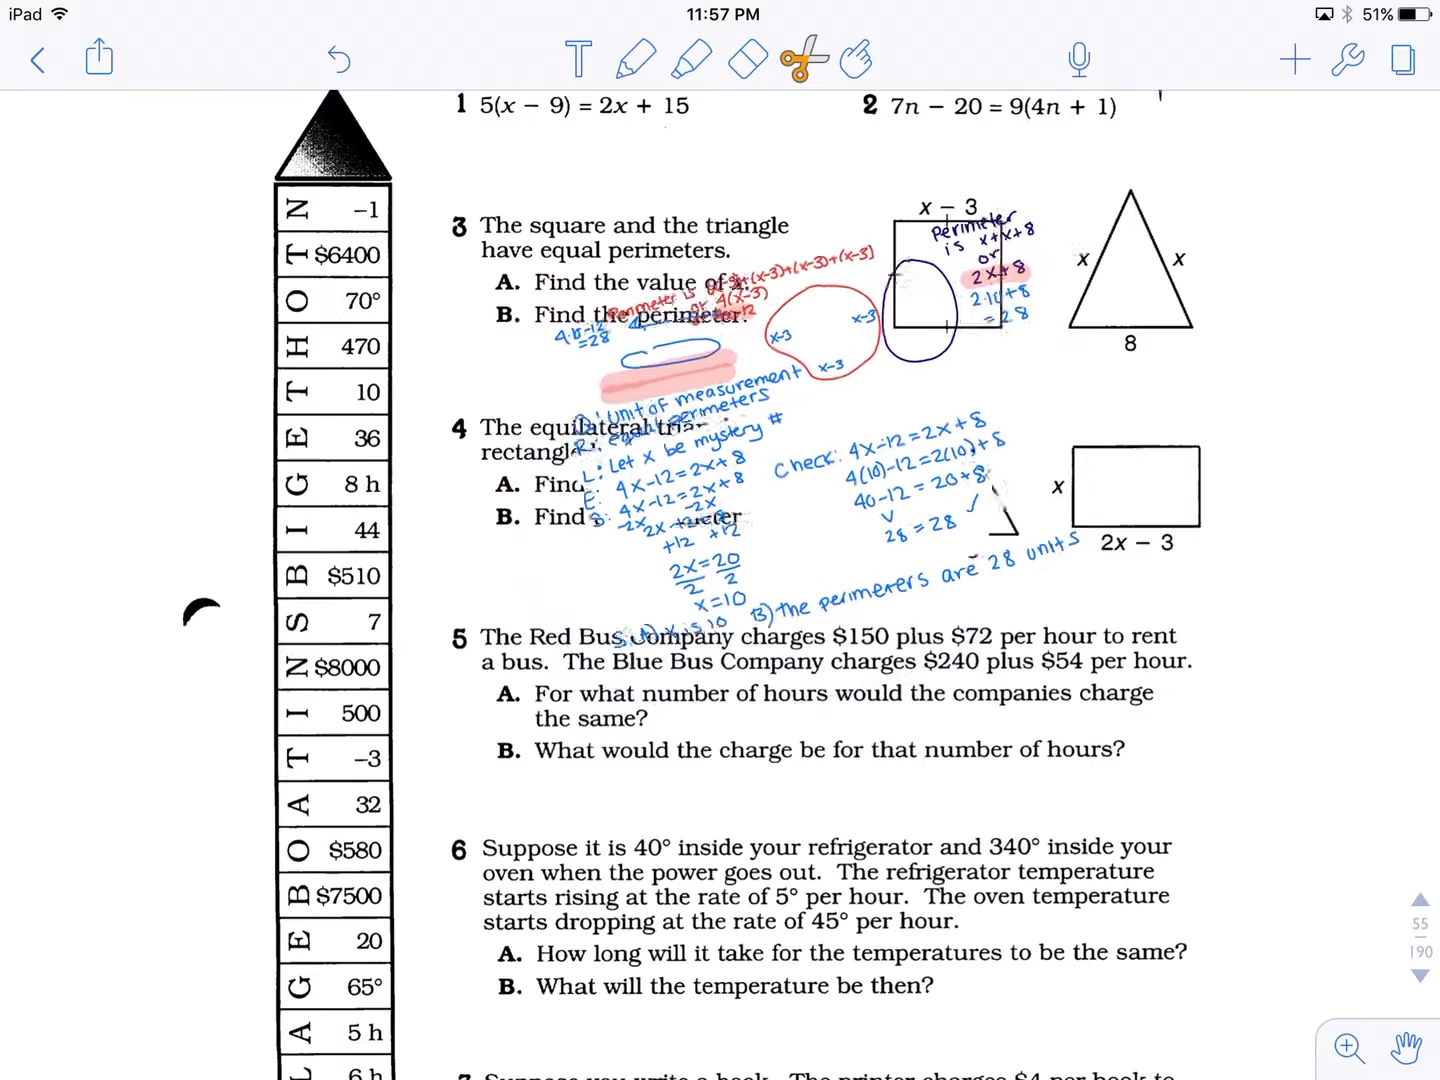 iPad
11:57 PM
51%
1 5(x − 9) = 2x + 15
2 7n − 20 = 9(4n + 1)
3 The square and the triangle
have equal perimeters.
A. Find the value of x.
B. Find the perimeter.
x − 3
x
x
8
Perimeter is (x-3)+(x-3)+(x-3)+(x-3)
or 4(x-3)
4·10-12
=28
x-3
x-3
x-3
Perimeter
is x+x+8
or
2x+8
2·10+8
=28
4 The equilateral trian
rectangl
A. Find
B. Find
x
2x − 3
D: Unit of measurement
R: equal perimeters
L: Let x be mystery #
E: 4x-12=2x+8
S: 4x-12=2x+8
-2x -2x
+12 +12
2x=20
2 2
x=10
S: A) x is 10 B) the perimeters are 28 units
Check: 4x-12=2x+8
4(10)-12=2(10)+8
40-12=20+8
28=28 ✓
5 The Red Bus Company charges $150 plus $72 per hour to rent
a bus. The Blue Bus Company charges $240 plus $54 per hour.
A. For what number of hours would the companies charge
the same?
B. What would the charge be for that number of hours?
6 Suppose it is 40° inside your refrigerator and 340° inside your
oven when the power goes out. The refrigerator temperature
starts rising at the rate of 5° per hour. The oven temperature
starts dropping at the rate of 45° per hour.
A. How long will it take for the temperatures to be the same?
B. What will the temperature be then?
N −1
T $6400
O 70°
H 470
T 10
E 36
G 8 h
I 44
B $510
S 7
N $8000
I 500
T −3
A 32
O $580
B $7500
E 20
G 65°
A 5 h
L 6 h
55
190